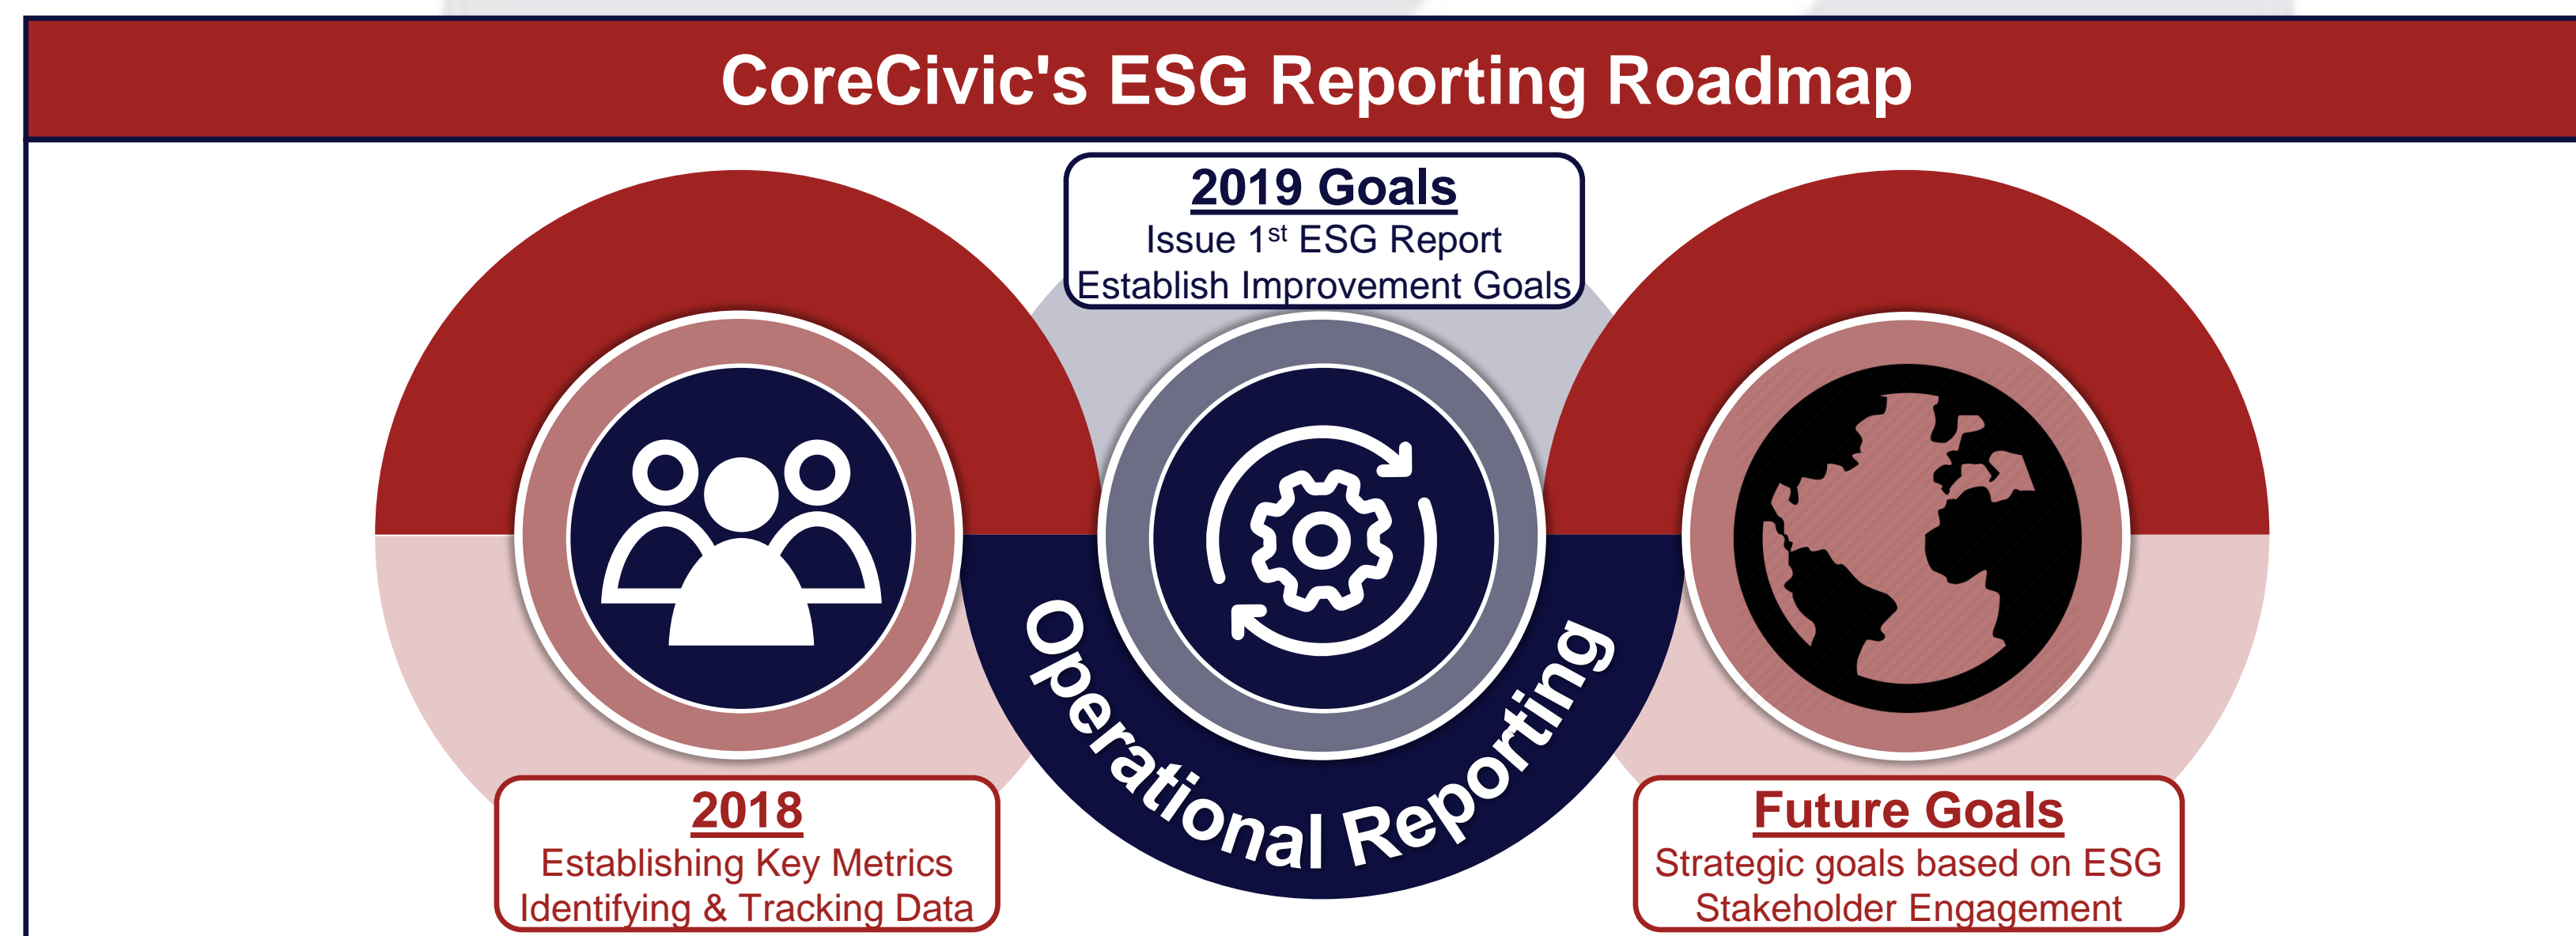 CoreCivic's ESG Reporting Roadmap
2019 Goals
Issue 1st ESG Report
Establish Improvement Goals
Operational Reporting
2018
Establishing Key Metrics
Identifying & Tracking Data
Future Goals
Strategic goals based on ESG
Stakeholder Engagement